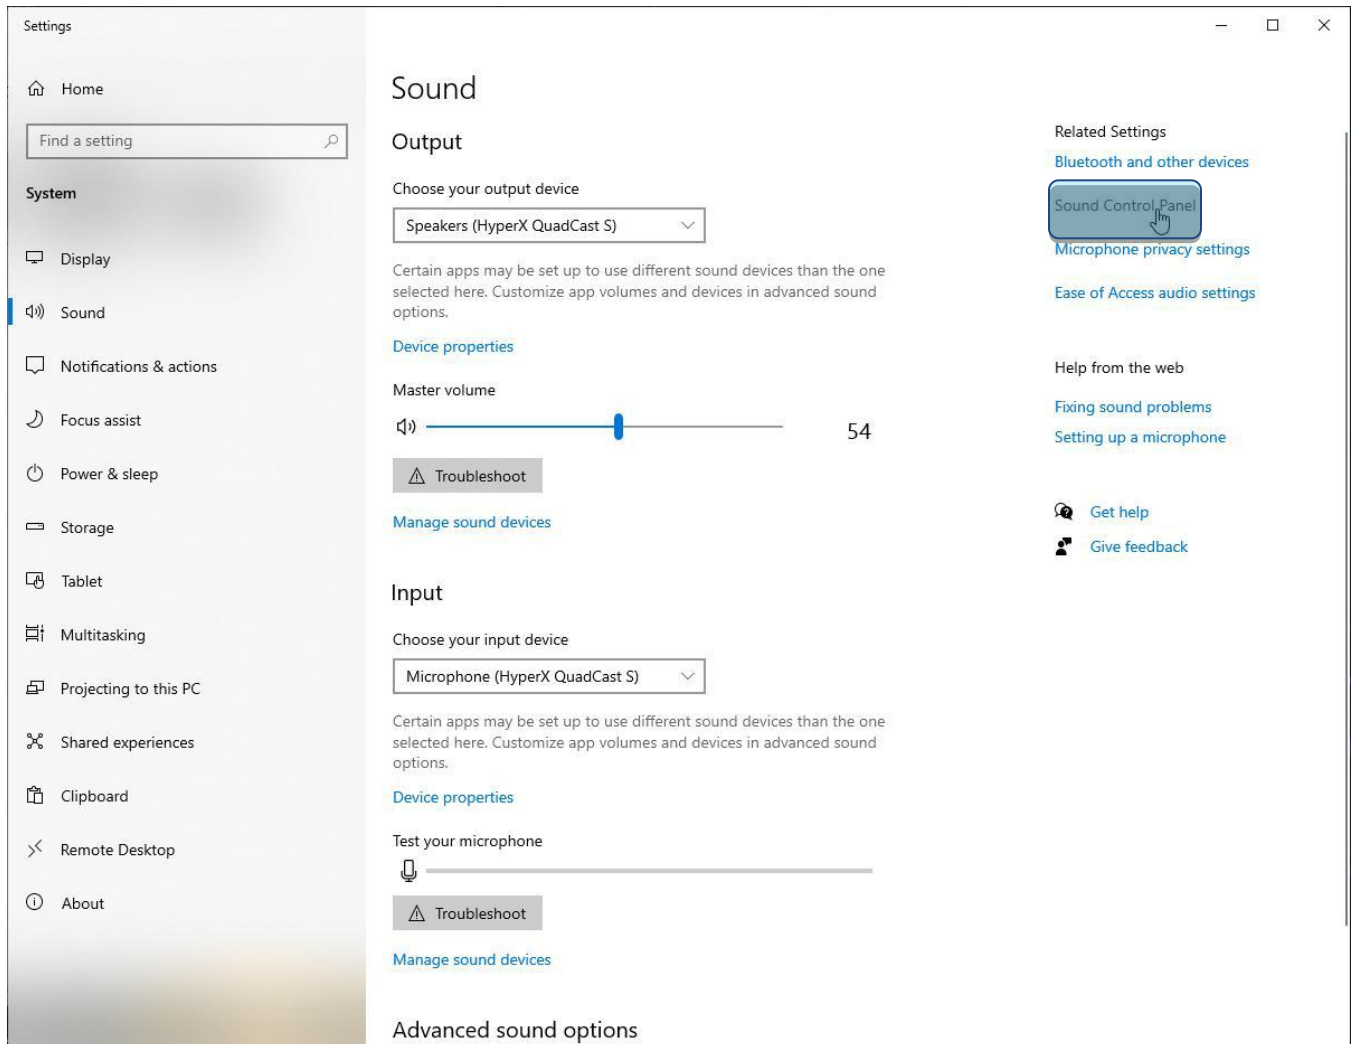 Settings
Home
Find a setting
System
Display
Sound
Notifications & actions
Focus assist
Power & sleep
Storage
Tablet
Multitasking
Projecting to this PC
Shared experiences
Clipboard
Remote Desktop
About
Sound
Output
Choose your output device
Speakers (HyperX QuadCast S)
Certain apps may be set up to use different sound devices than the one
selected here. Customize app volumes and devices in advanced sound
options.
Device properties
Master volume
54
Troubleshoot
Manage sound devices
Input
Choose your input device
Microphone (HyperX QuadCast S)
Certain apps may be set up to use different sound devices than the one
selected here. Customize app volumes and devices in advanced sound
options.
Device properties
Test your microphone
Troubleshoot
Manage sound devices
Advanced sound options
Related Settings
Bluetooth and other devices
Sound Control Panel
Microphone privacy settings
Ease of Access audio settings
Help from the web
Fixing sound problems
Setting up a microphone
Get help
Give feedback